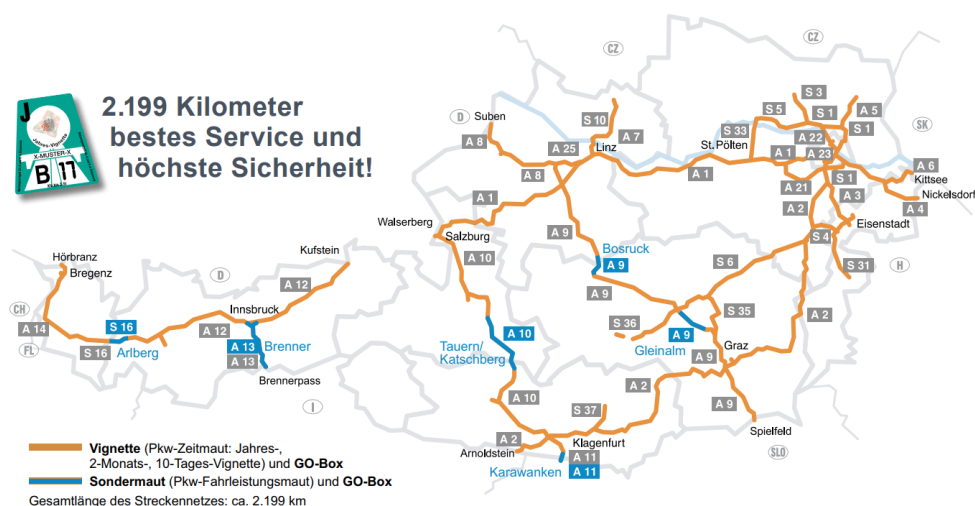 2.199 Kilometer
bestes Service und
höchste Sicherheit!
J
Jahres-Vignette
X-MUSTER-X
B 17
CZ
CZ
D
Suben
A 8
A 25
S 10
A 7
Linz
A 8
A 1
Walserberg
Salzburg
A 10
A 9
Bosruck
A 9
A 9
A 1
St. Pölten
S 33
S 5
S 3
S 1
A 5
S 1
A 22
A 1
A 23
SK
A 6
Kittsee
Nickelsdorf
A 4
S 1
A 3
A 21
A 2
Eisenstadt
S 4
S 31
H
S 6
S 35
S 36
A 9
Gleinalm
A 9
Graz
A 2
A 2
A 9
Spielfeld
SLO
Hörbranz
Bregenz
CH
A 14
FL
S 16
S 16
Arlberg
D
Kufstein
A 12
Innsbruck
A 12
A 13
Brenner
A 13
Brennerpass
I
A 10
Tauern/
Katschberg
A 10
S 37
A 2
Arnoldstein
Klagenfurt
A 11
Karawanken
A 11
Vignette (Pkw-Zeitmaut: Jahres-,
2-Monats-, 10-Tages-Vignette) und GO-Box
Sondermaut (Pkw-Fahrleistungsmaut) und GO-Box
Gesamtlänge des Streckennetzes: ca. 2.199 km